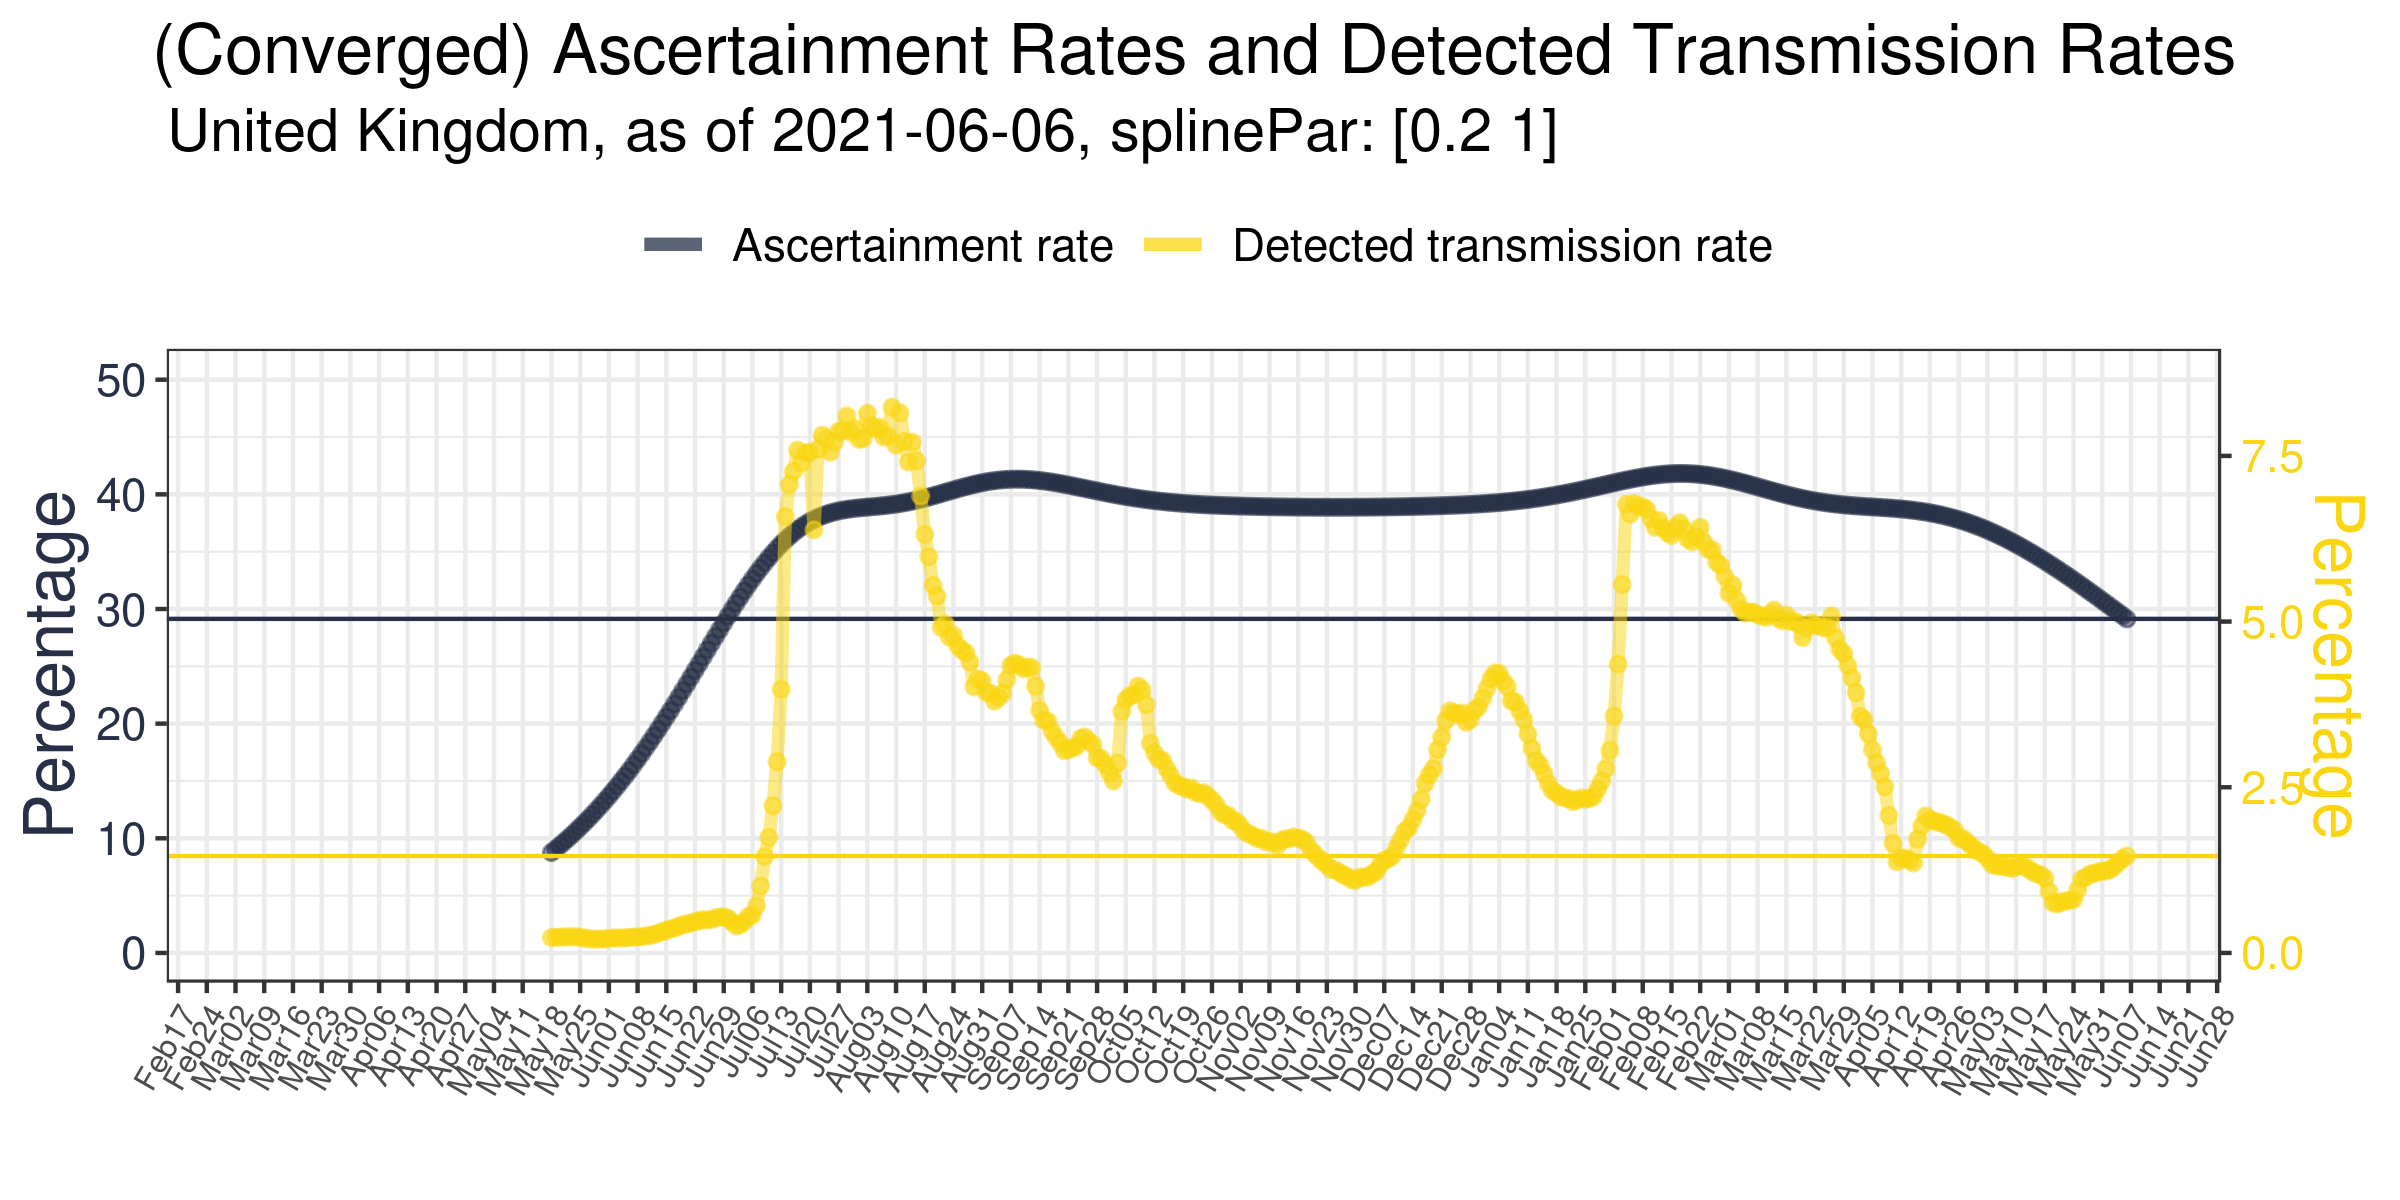 (Converged) Ascertainment Rates and Detected Transmission Rates
United Kingdom, as of 2021-06-06, splinePar: [0.2 1]
Ascertainment rate
Detected transmission rate
Percentage
50
40
30
20
10
0
7.5
5.0
2.5
0.0
Percentage
Feb17
Feb24
Mar02
Mar09
Mar16
Mar23
Mar30
Apr06
Apr13
Apr20
Apr27
May04
May11
May18
May25
Jun01
Jun08
Jun15
Jun22
Jun29
Jul06
Jul13
Jul20
Jul27
Aug03
Aug10
Aug17
Aug24
Aug31
Sep07
Sep14
Sep21
Sep28
Oct05
Oct12
Oct19
Oct26
Nov02
Nov09
Nov16
Nov23
Nov30
Dec07
Dec14
Dec21
Dec28
Jan04
Jan11
Jan18
Jan25
Feb01
Feb08
Feb15
Feb22
Mar01
Mar08
Mar15
Mar22
Mar29
Apr05
Apr12
Apr19
Apr26
May03
May10
May17
May24
May31
Jun07
Jun14
Jun21
Jun28